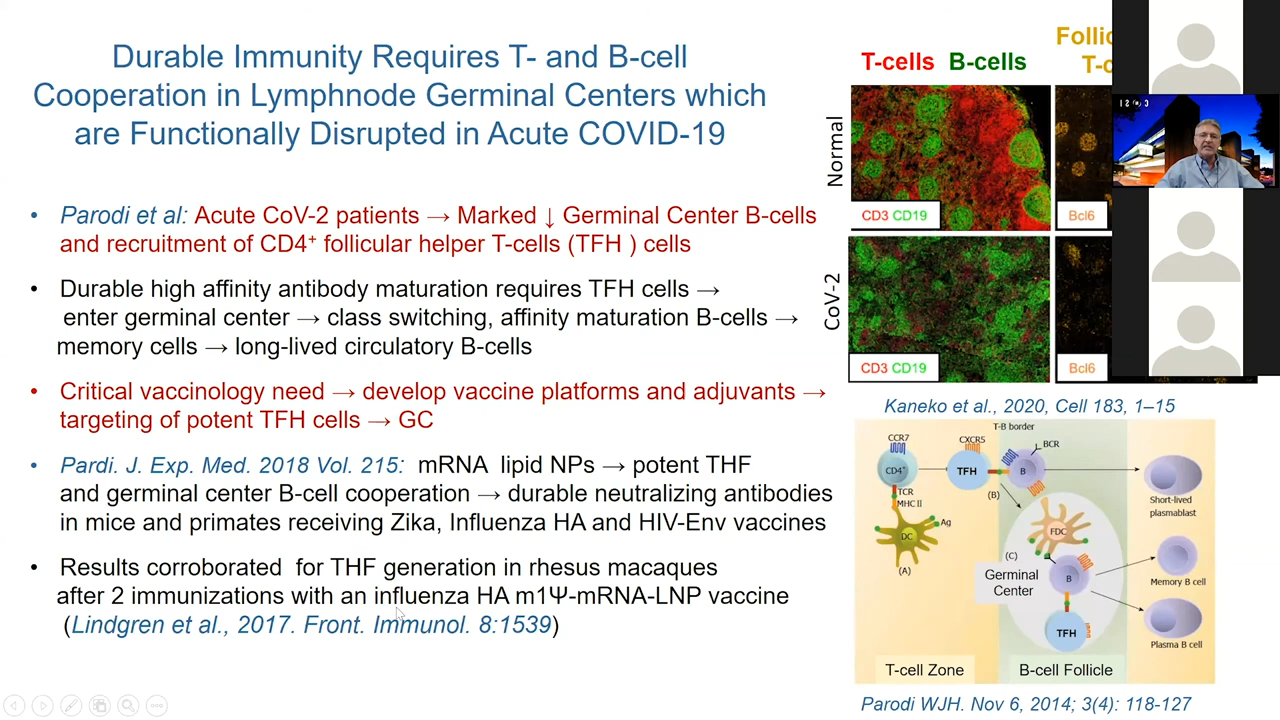 Durable Immunity Requires T- and B-cell
Cooperation in Lymphnode Germinal Centers which
are Functionally Disrupted in Acute COVID-19
• Parodi et al: Acute CoV-2 patients → Marked ↓ Germinal Center B-cells
and recruitment of CD4⁺ follicular helper T-cells (TFH ) cells
• Durable high affinity antibody maturation requires TFH cells →
enter germinal center → class switching, affinity maturation B-cells →
memory cells → long-lived circulatory B-cells
• Critical vaccinology need → develop vaccine platforms and adjuvants →
targeting of potent TFH cells → GC
• Pardi. J. Exp. Med. 2018 Vol. 215: mRNA lipid NPs → potent THF
and germinal center B-cell cooperation → durable neutralizing antibodies
in mice and primates receiving Zika, Influenza HA and HIV-Env vaccines
• Results corroborated for THF generation in rhesus macaques
after 2 immunizations with an influenza HA m1Ψ-mRNA-LNP vaccine
(Lindgren et al., 2017. Front. Immunol. 8:1539)
T-cells B-cells
Normal
CD3 CD19
Bcl6
CoV-2
CD3 CD19
Bcl6
Kaneko et al., 2020, Cell 183, 1–15
T-B border
CCR7
CXCR5
BCR
CD4⁺
TFH
B
(B)
TCR
MHC II
Short-lived
plasmablast
Ag
DC
FDC
(A)
(C)
Germinal
Center
B
Memory B cell
TFH
Plasma B cell
T-cell Zone
B-cell Follicle
Parodi WJH. Nov 6, 2014; 3(4): 118-127